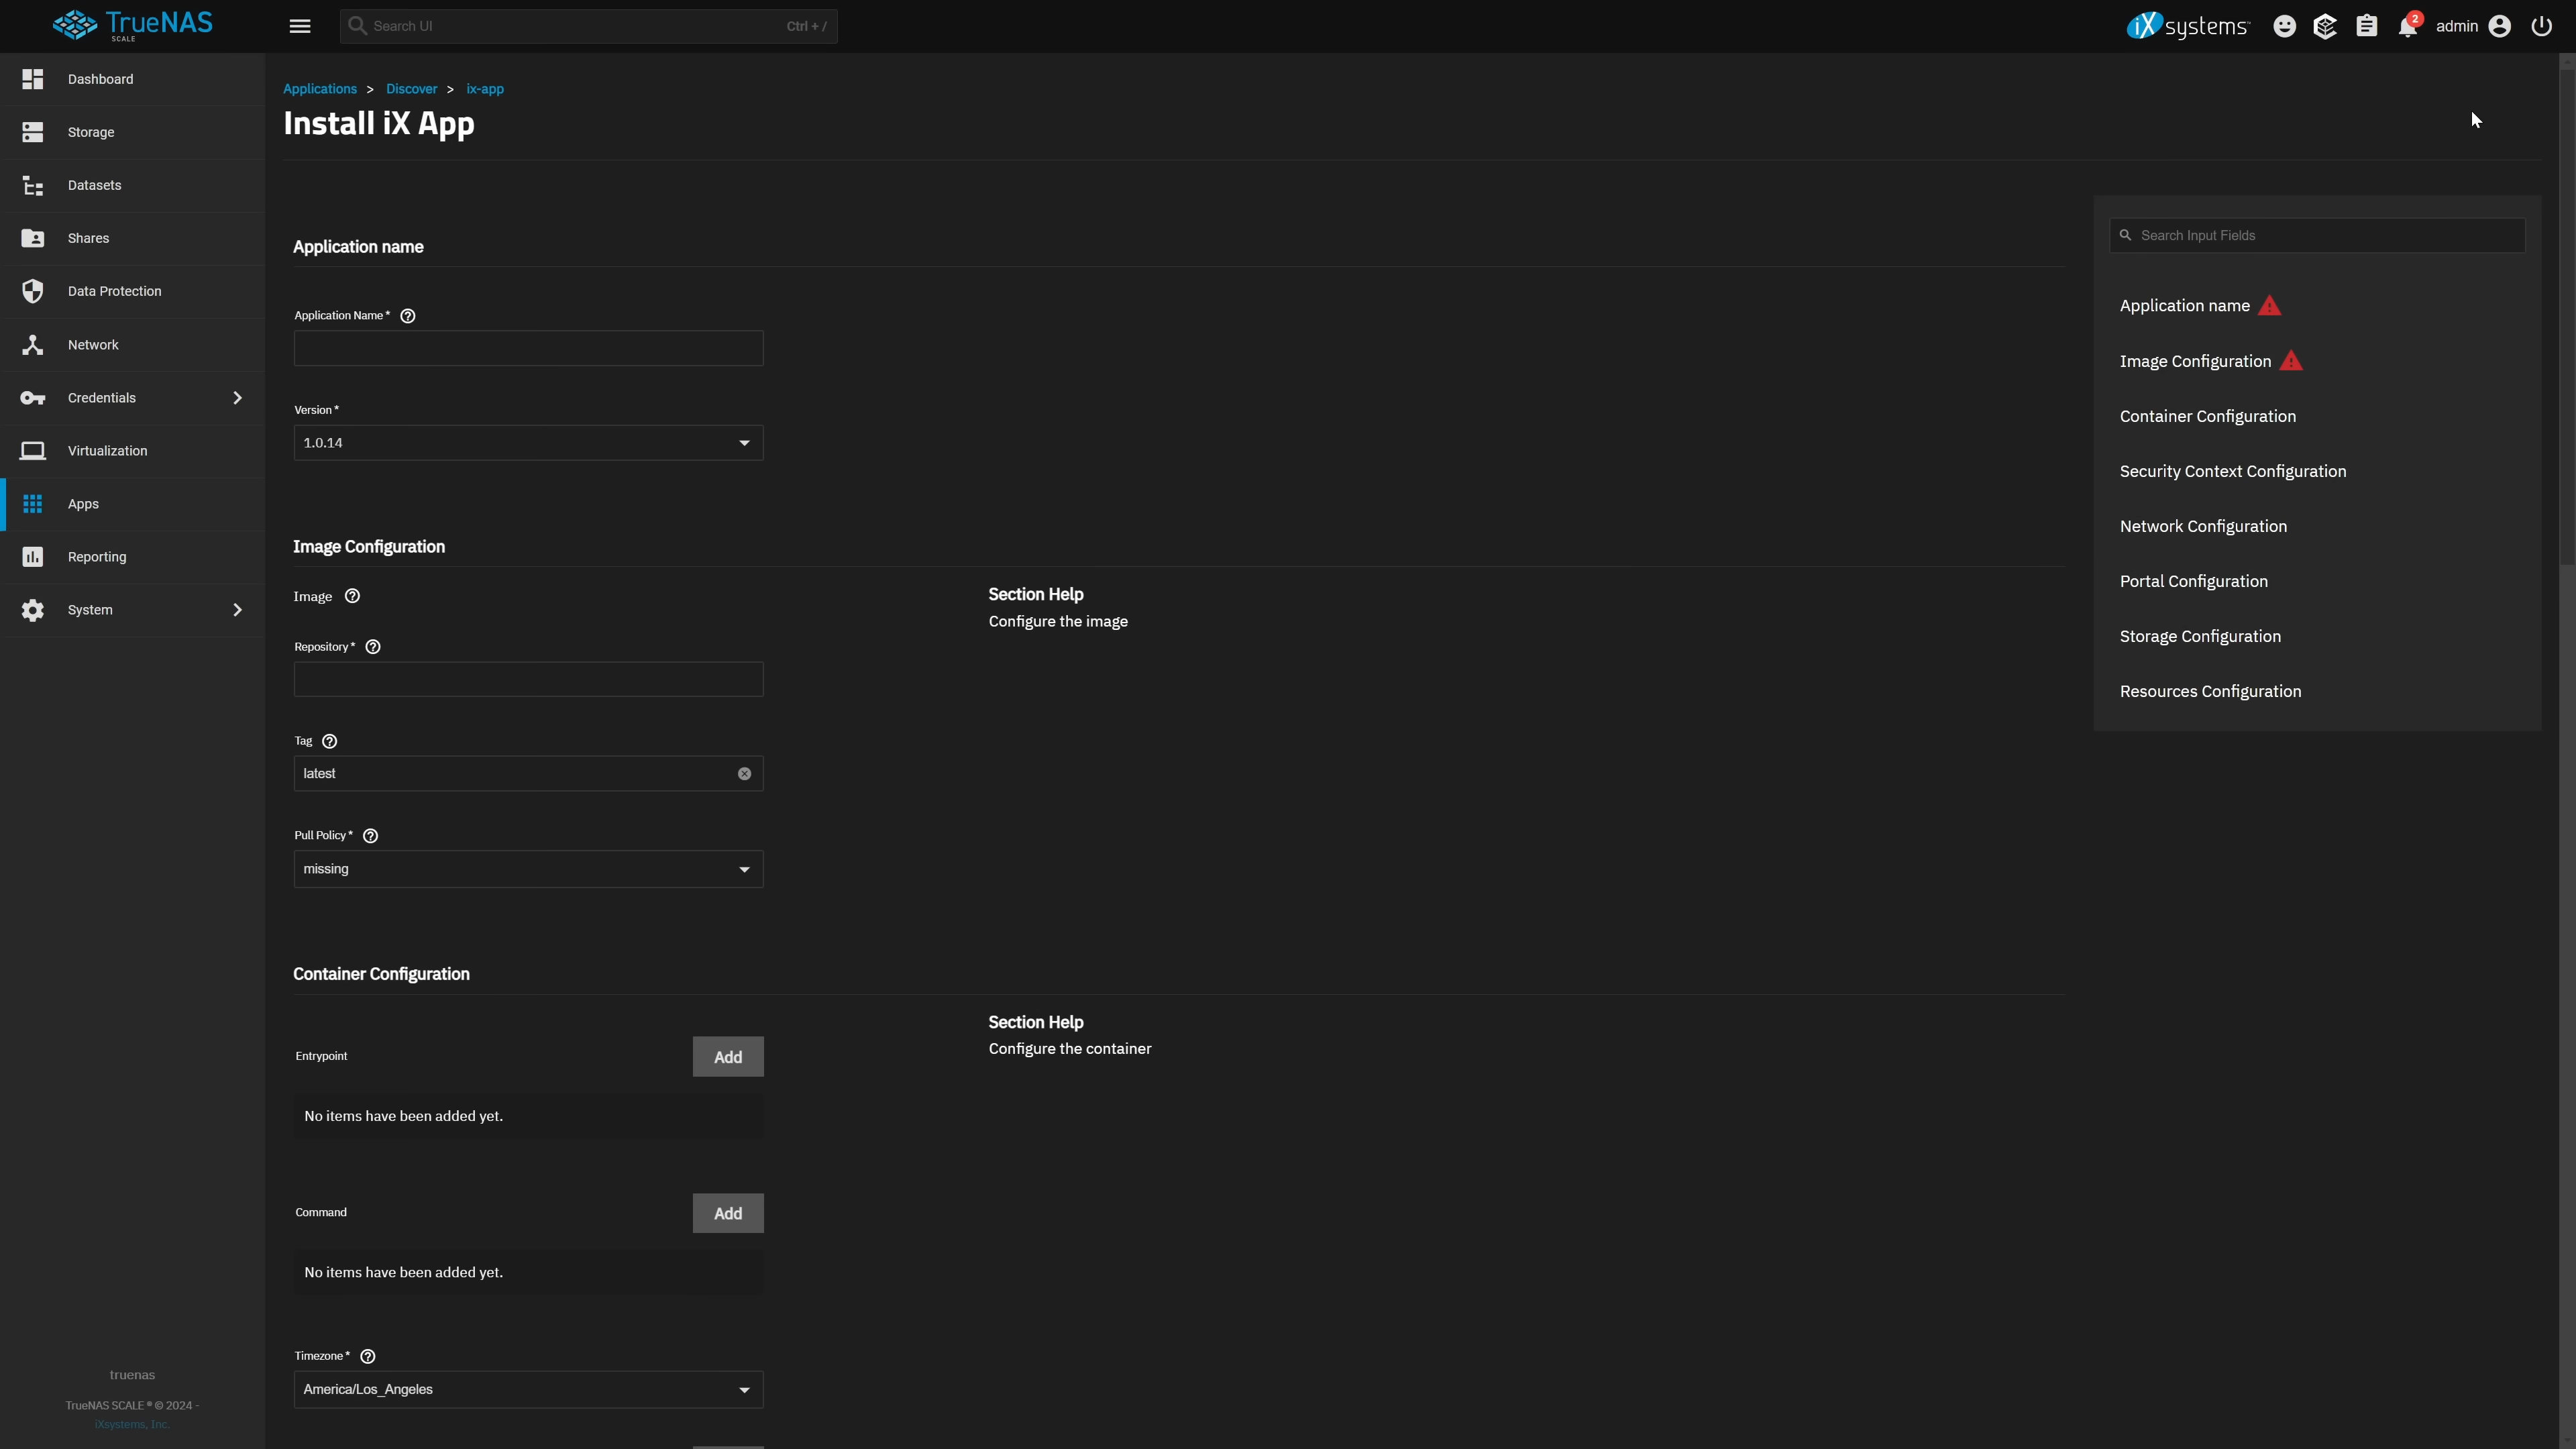 TrueNAS
SCALE
Search UI
Ctrl + /
iXsystems™
2
admin
Dashboard
Storage
Datasets
Shares
Data Protection
Network
Credentials
Virtualization
Apps
Reporting
System
truenas
TrueNAS SCALE ® © 2024 -
iXsystems, Inc.
Applications > Discover > ix-app
Install iX App
Application name
Application Name *
Version *
1.0.14
Image Configuration
Image
Section Help
Configure the image
Repository *
Tag
latest
Pull Policy *
missing
Container Configuration
Section Help
Configure the container
Entrypoint
Add
No items have been added yet.
Command
Add
No items have been added yet.
Timezone *
America/Los_Angeles
Search Input Fields
Application name
Image Configuration
Container Configuration
Security Context Configuration
Network Configuration
Portal Configuration
Storage Configuration
Resources Configuration